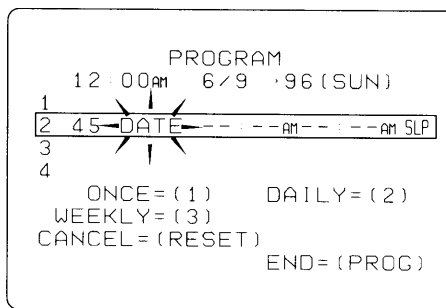 PROGRAM
12:00AM 6/9 '96(SUN)
1
2 45 DATE --:--AM --:--AM SLP
3
4
ONCE=(1) DAILY=(2)
WEEKLY=(3)
CANCEL=(RESET)
END=(PROG)